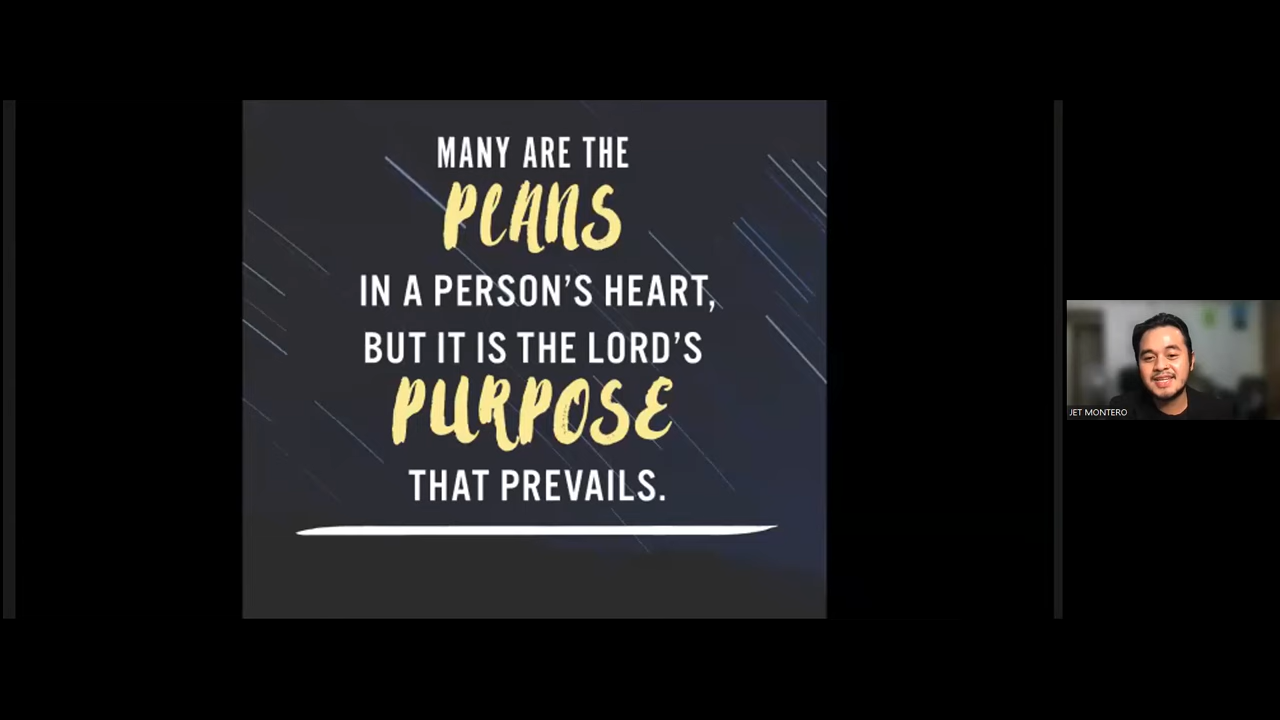 MANY ARE THE
PLANS
IN A PERSON'S HEART,
BUT IT IS THE LORD'S
PURPOSE
THAT PREVAILS.
JET MONTERO